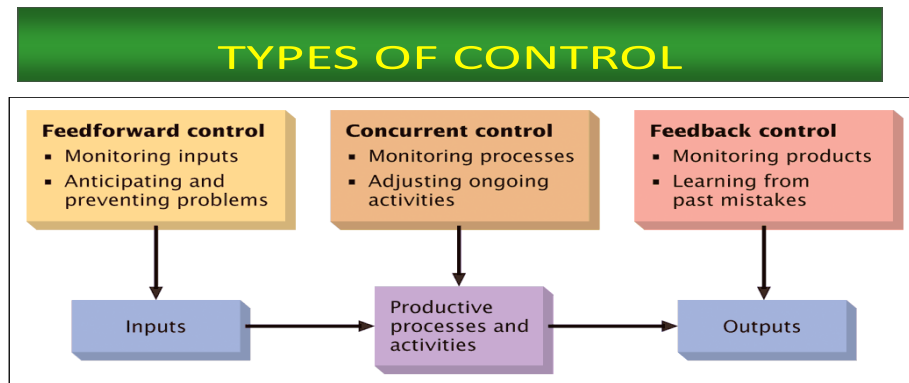 TYPES OF CONTROL
Feedforward control
▪ Monitoring inputs
▪ Anticipating and
preventing problems
Concurrent control
▪ Monitoring processes
▪ Adjusting ongoing
activities
Feedback control
▪ Monitoring products
▪ Learning from
past mistakes
Inputs
Productive
processes and
activities
Outputs